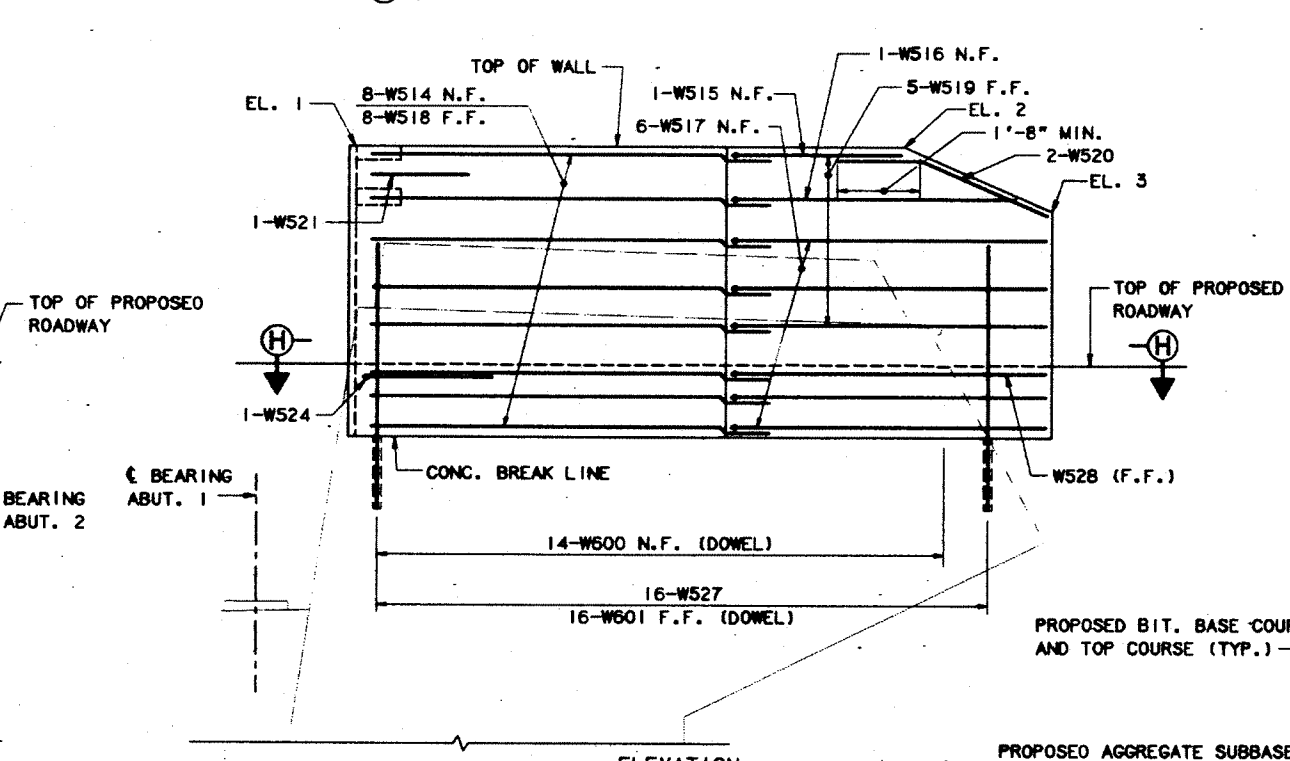 TOP OF WALL
1-W516 N.F.
EL. 1
8-W514 N.F.
8-W518 F.F.
1-W515 N.F.
5-W519 F.F.
6-W517 N.F.
EL. 2
1'-8" MIN.
2-W520
EL. 3
1-W521
TOP OF PROPOSEO
ROADWAY
TOP OF PROPOSED
ROADWAY
H
H
1-W524
CONC. BREAK LINE
W528 (F.F.)
BEARING
ABUT. 2
℄ BEARING
ABUT. 1
14-W600 N.F. (DOWEL)
16-W527
16-W601 F.F. (DOWEL)
PROPOSED BIT. BASE COUR
AND TOP COURSE (TYP.)
ELEVATION
PROPOSEO AGGREGATE SUBBASE